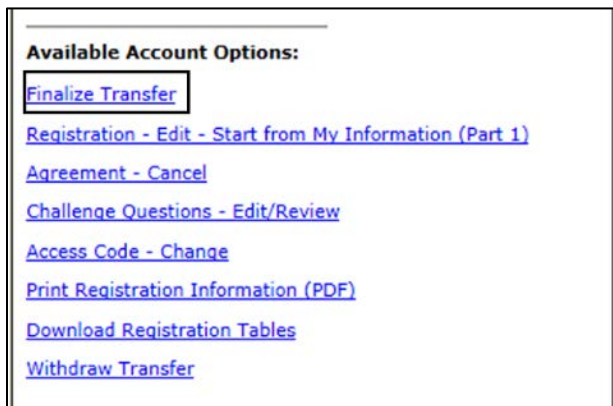 Available Account Options:
Finalize Transfer
Registration - Edit - Start from My Information (Part 1)
Agreement - Cancel
Challenge Questions - Edit/Review
Access Code - Change
Print Registration Information (PDF)
Download Registration Tables
Withdraw Transfer